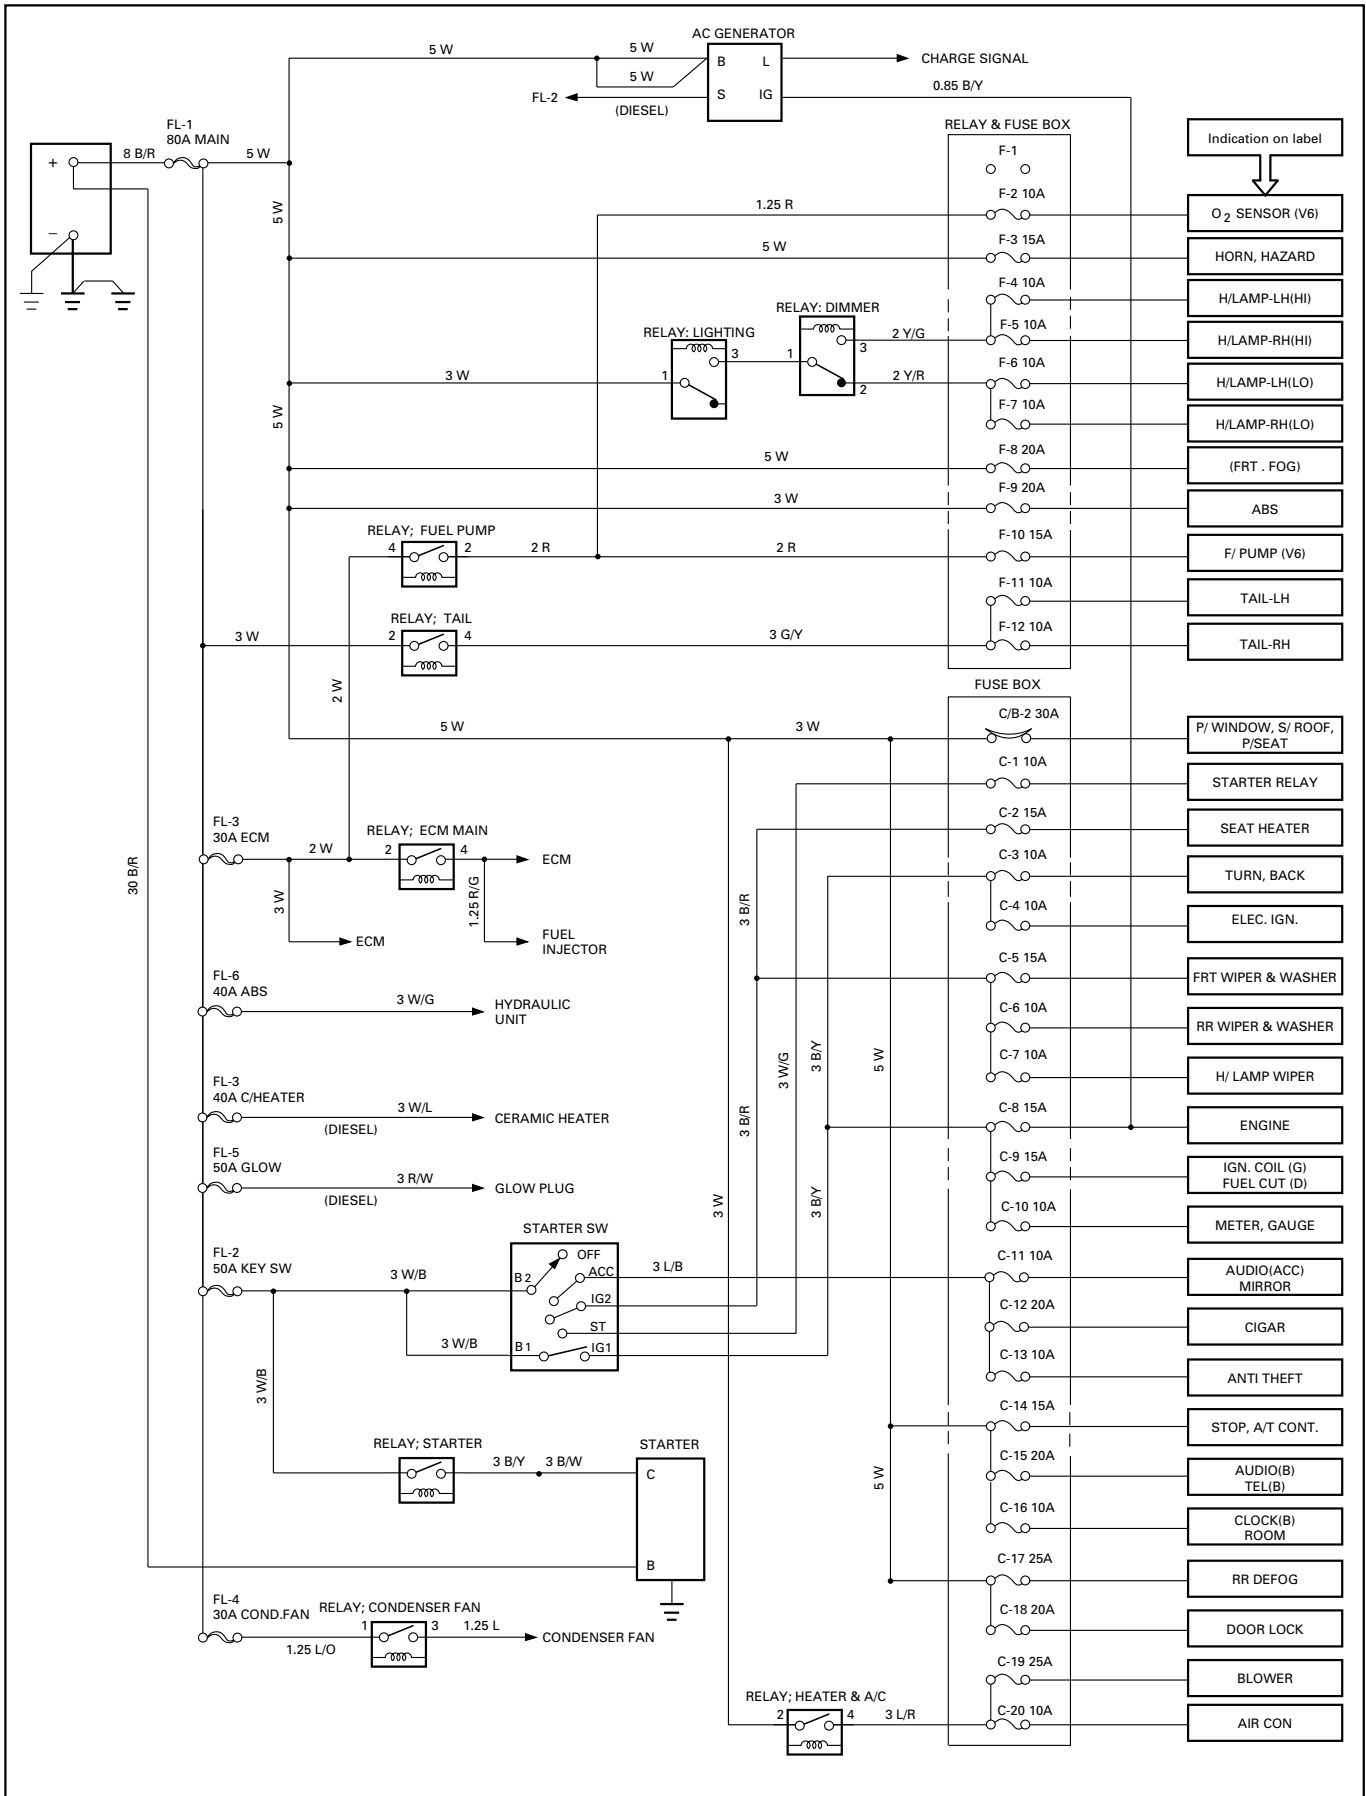 AC GENERATOR
5 W
5 W
B
L
CHARGE SIGNAL
5 W
0.85 B/Y
FL-2
S
IG
(DIESEL)
FL-1
80A MAIN
RELAY & FUSE BOX
Indication on label
8 B/R
5 W
+
F-1
F-2 10A
5 W
1.25 R
O2 SENSOR (V6)
−
F-3 15A
5 W
HORN, HAZARD
F-4 10A
H/LAMP-LH(HI)
RELAY: DIMMER
F-5 10A
RELAY: LIGHTING
2 Y/G
H/LAMP-RH(HI)
3
1
3
F-6 10A
3 W
1
2 Y/R
H/LAMP-LH(LO)
2
F-7 10A
5 W
H/LAMP-RH(LO)
F-8 20A
5 W
(FRT . FOG)
F-9 20A
3 W
ABS
RELAY; FUEL PUMP
F-10 15A
4
2
2 R
2 R
F/ PUMP (V6)
F-11 10A
TAIL-LH
RELAY; TAIL
F-12 10A
3 W
2
4
3 G/Y
TAIL-RH
FUSE BOX
2 W
C/B-2 30A
5 W
3 W
P/ WINDOW, S/ ROOF,
P/SEAT
C-1 10A
STARTER RELAY
FL-3
30A ECM
C-2 15A
RELAY; ECM MAIN
SEAT HEATER
2 W
2
4
ECM
C-3 10A
30 B/R
TURN, BACK
3 W
1.25 R/G
3 B/R
C-4 10A
ELEC. IGN.
ECM
FUEL
INJECTOR
C-5 15A
FRT WIPER & WASHER
FL-6
40A ABS
3 W/G
HYDRAULIC
UNIT
C-6 10A
RR WIPER & WASHER
3 W/G
3 B/Y
5 W
C-7 10A
H/ LAMP WIPER
FL-3
40A C/HEATER
3 W/L
CERAMIC HEATER
(DIESEL)
3 B/R
C-8 15A
ENGINE
FL-5
50A GLOW
3 R/W
GLOW PLUG
(DIESEL)
C-9 15A
IGN. COIL (G)
FUEL CUT (D)
3 W
3 B/Y
C-10 10A
METER, GAUGE
STARTER SW
FL-2
50A KEY SW
OFF
C-11 10A
3 W/B
B2
ACC
3 L/B
AUDIO(ACC)
MIRROR
IG2
C-12 20A
ST
CIGAR
3 W/B
B1
IG1
C-13 10A
ANTI THEFT
3 W/B
C-14 15A
STOP, A/T CONT.
RELAY; STARTER
STARTER
C-15 20A
3 B/Y
3 B/W
C
5 W
AUDIO(B)
TEL(B)
C-16 10A
CLOCK(B)
ROOM
B
C-17 25A
RR DEFOG
FL-4
30A COND.FAN
RELAY; CONDENSER FAN
C-18 20A
1
3
1.25 L
CONDENSER FAN
DOOR LOCK
1.25 L/O
C-19 25A
BLOWER
RELAY; HEATER & A/C
2
4
3 L/R
C-20 10A
AIR CON